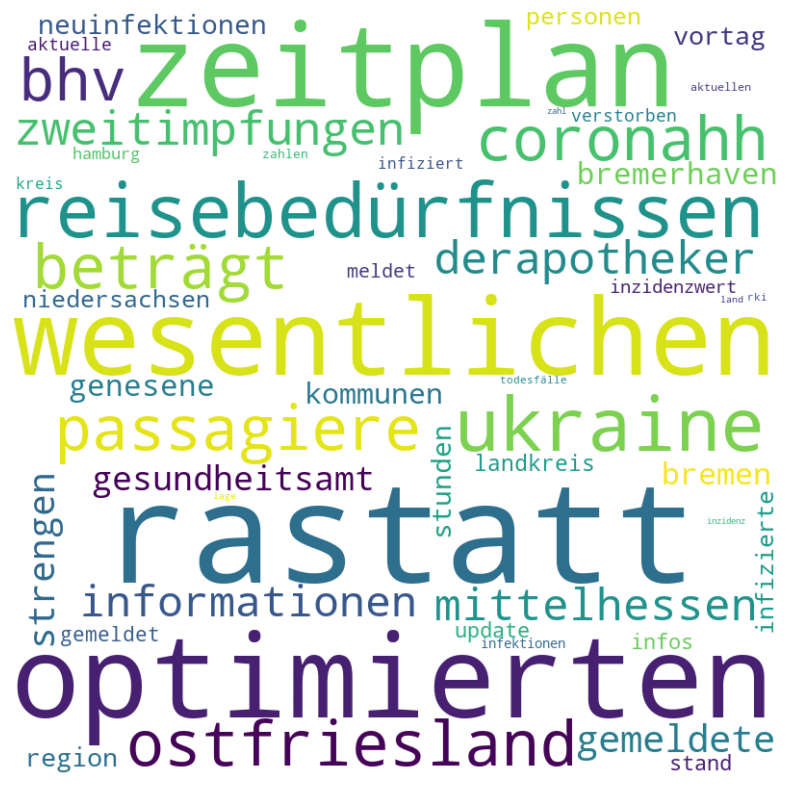 neuinfektionen
personen
zeitplan
vortag
aktuelle
bhv
aktuellen
zweitimpfungen
zahl
verstorben
coronahh
hamburg
zahlen
infiziert
bremerhaven
kreis
reisebedürfnissen
beträgt
derapotheker
meldet
inzidenzwert
niedersachsen
land
rki
wesentlichen
genesene
kommunen
todesfälle
passagiere
ukraine
gesundheitsamt
stunden
landkreis
bremen
strengen
lage
rastatt
inzidenz
infizierte
informationen
mittelhessen
gemeldet
update
infektionen
infos
optimierten
ostfriesland
gemeldete
region
stand